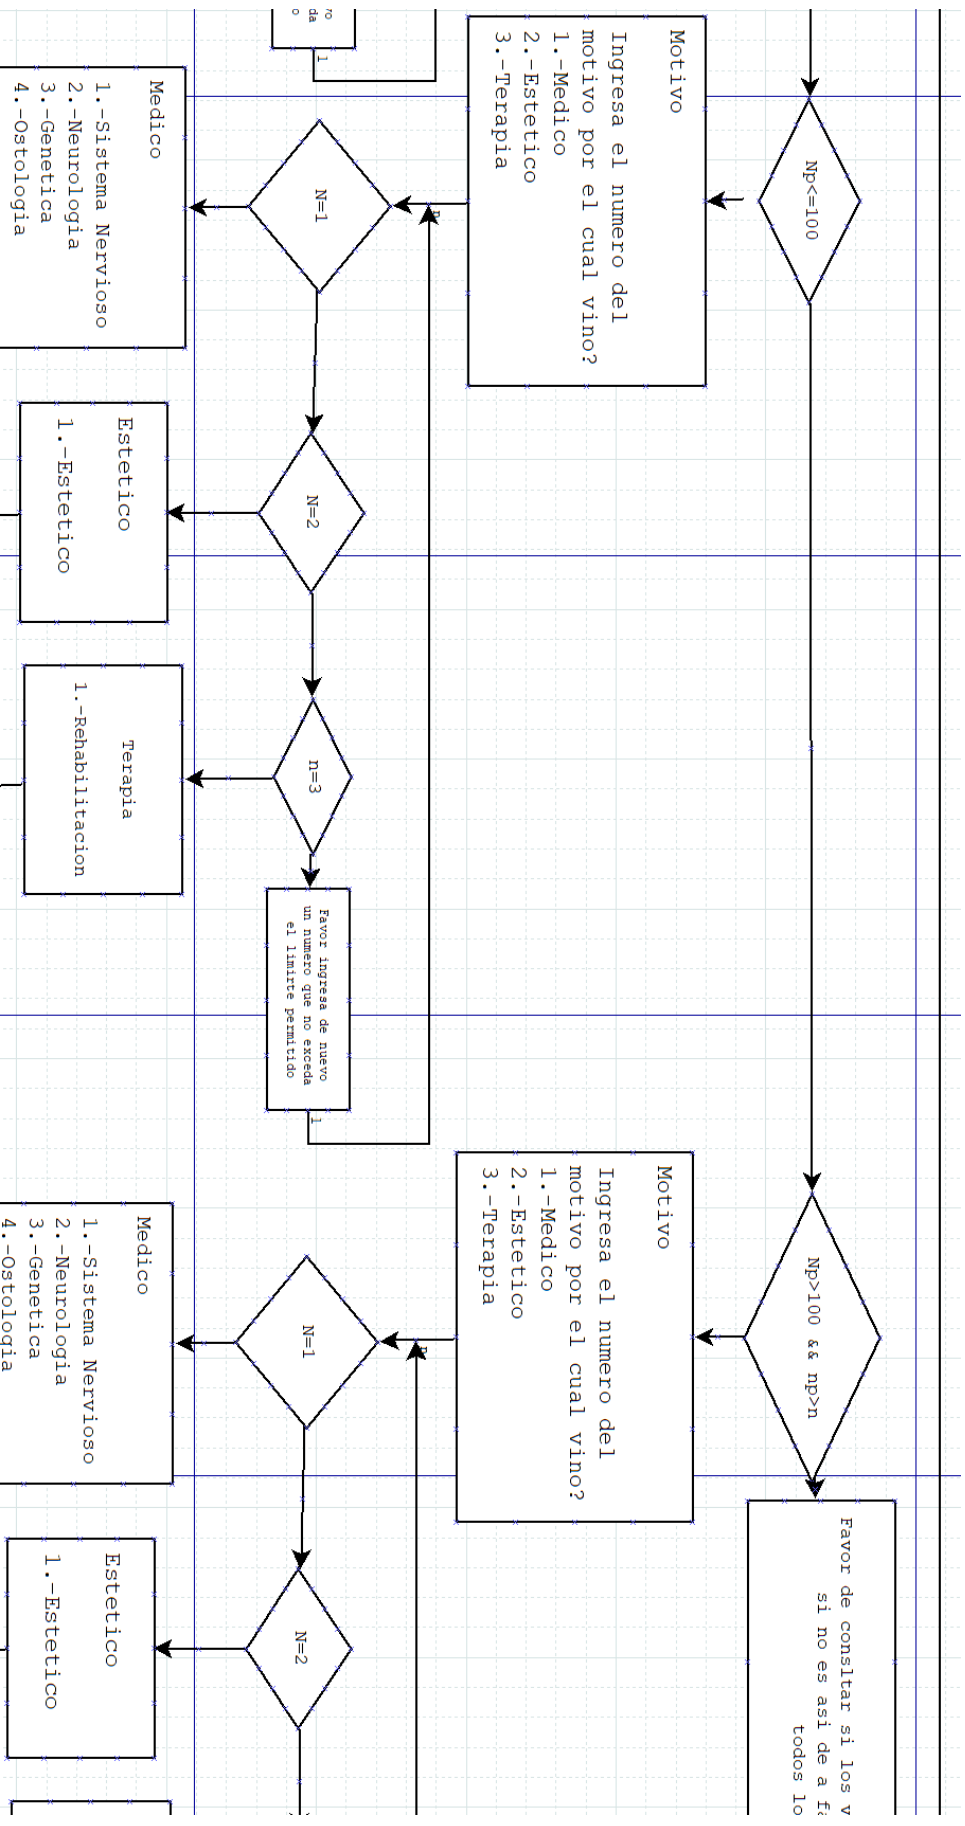 Np<=100
Np>100 && np>n
Favor de consltar si los
si no es asi de a
todos
Motivo
Ingresa el numero del
motivo por el cual vino?
1.-Medico
2.-Estetico
3.-Terapia
n
N=1
N=2
n=3
Favor ingresa de nuevo
un numero que no exceda
el limirte permitido
1
1
Medico
1.-Sistema Nervioso
2.-Neurologia
3.-Genetica
4.-Ostologia
Estetico
1.-Estetico
Terapia
1.-Rehabilitacion
Motivo
Ingresa el numero del
motivo por el cual vino?
1.-Medico
2.-Estetico
3.-Terapia
n
N=1
N=2
Medico
1.-Sistema Nervioso
2.-Neurologia
3.-Genetica
4.-Ostologia
Estetico
1.-Estetico